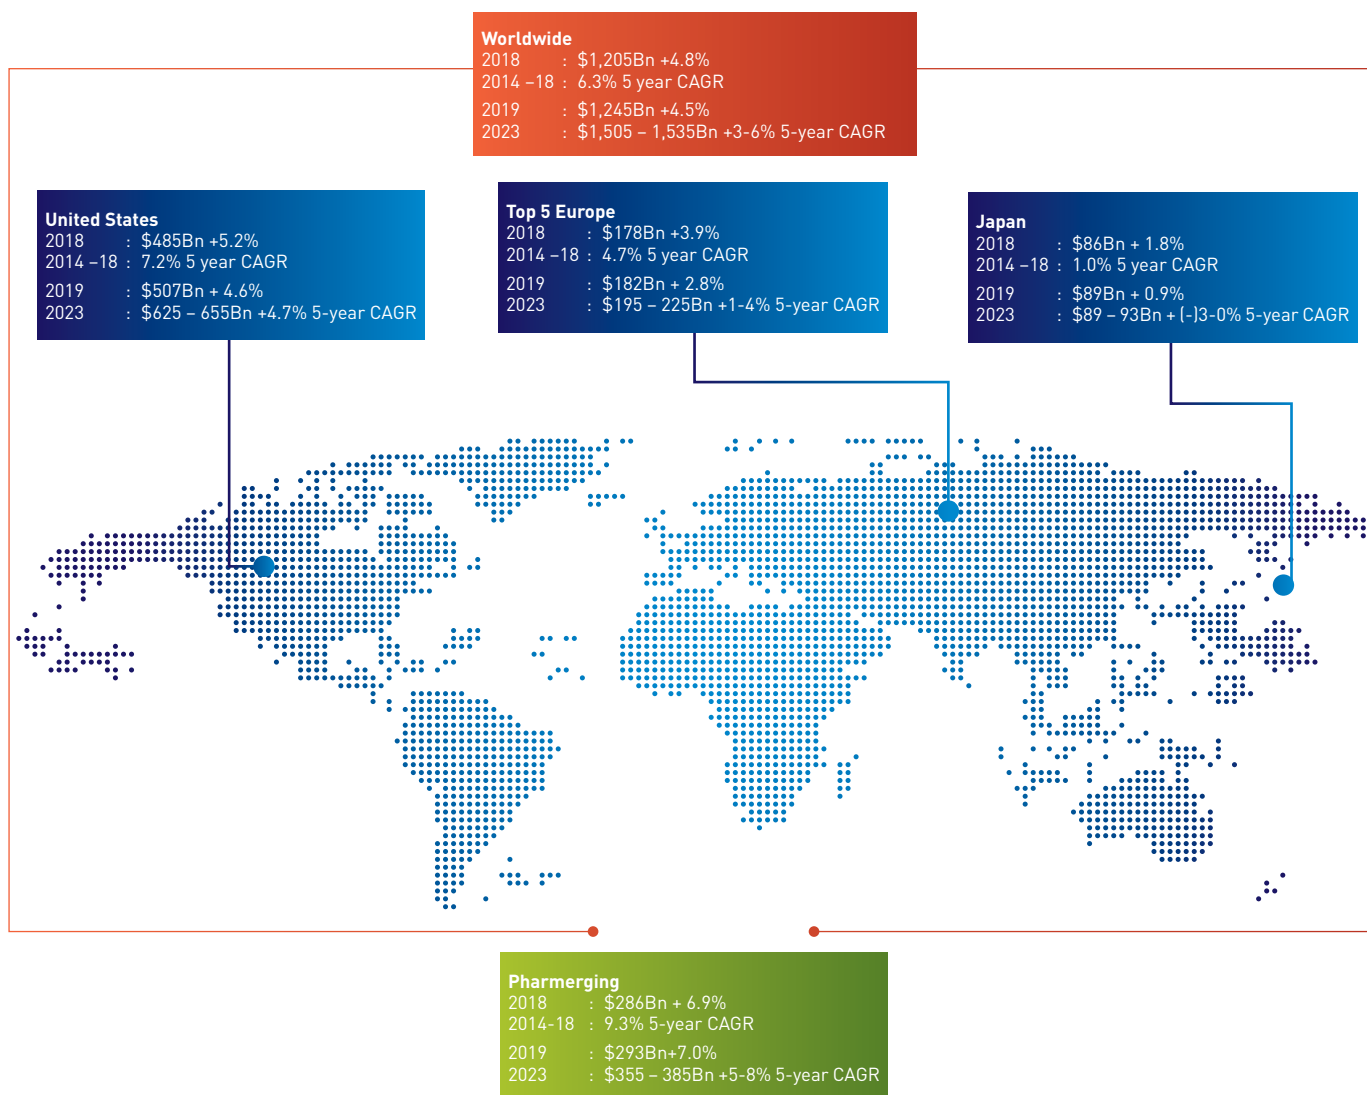 Worldwide
2018 : $1,205Bn +4.8%
2014 –18 : 6.3% 5 year CAGR
2019 : $1,245Bn +4.5%
2023 : $1,505 – 1,535Bn +3-6% 5-year CAGR
United States
2018 : $485Bn +5.2%
2014 –18 : 7.2% 5 year CAGR
2019 : $507Bn + 4.6%
2023 : $625 – 655Bn +4.7% 5-year CAGR
Top 5 Europe
2018 : $178Bn +3.9%
2014 –18 : 4.7% 5 year CAGR
2019 : $182Bn + 2.8%
2023 : $195 – 225Bn +1-4% 5-year CAGR
Japan
2018 : $86Bn + 1.8%
2014 –18 : 1.0% 5 year CAGR
2019 : $89Bn + 0.9%
2023 : $89 – 93Bn + (-)3-0% 5-year CAGR
Pharmerging
2018 : $286Bn + 6.9%
2014-18 : 9.3% 5-year CAGR
2019 : $293Bn+7.0%
2023 : $355 – 385Bn +5-8% 5-year CAGR